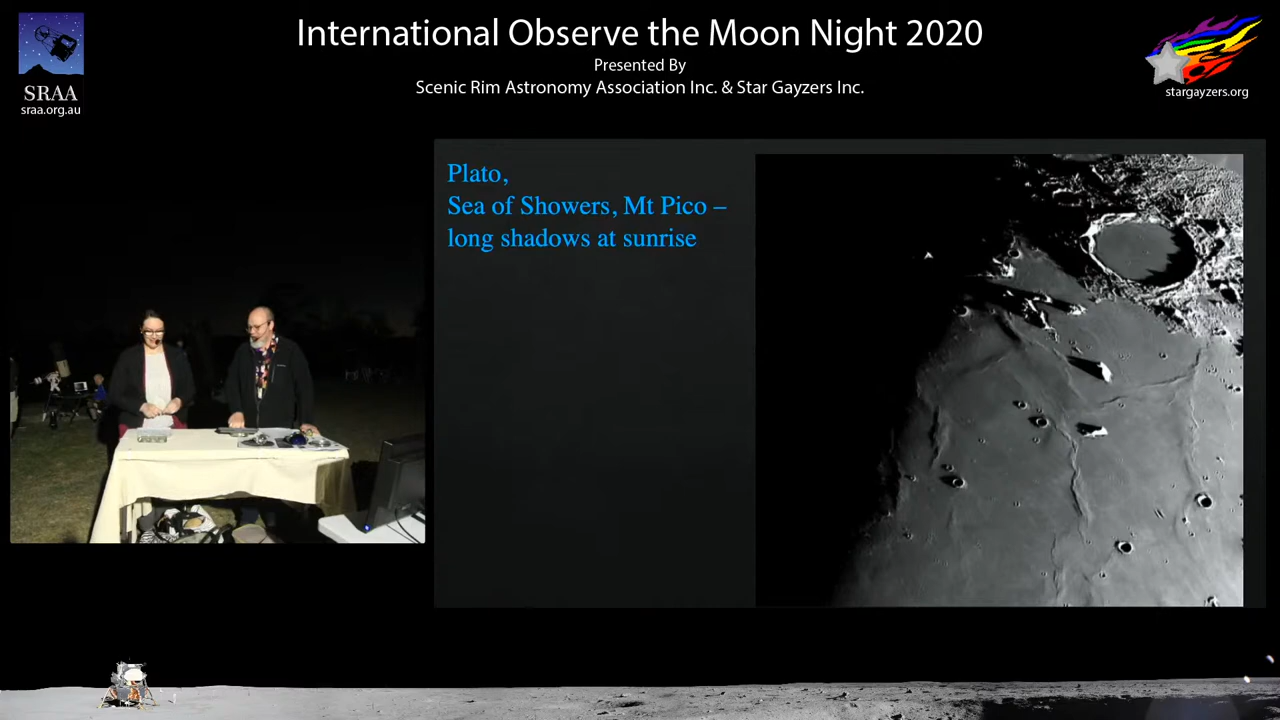 International Observe the Moon Night 2020
Presented By
Scenic Rim Astronomy Association Inc. & Star Gayzers Inc.
SRAA
sraa.org.au
stargayzers.org
Plato,
Sea of Showers, Mt Pico –
long shadows at sunrise